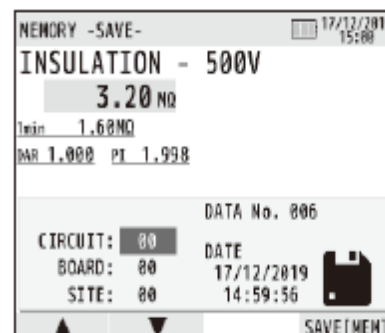 MEMORY -SAVE-
17/12/201
15:00
INSULATION - 500V
3.20 MΩ
1min 1.60MΩ
DAR 1.000 PI 1.998
DATA No. 006
CIRCUIT: 00
BOARD: 00
SITE: 00
DATE
17/12/2019
14:59:56
▲ ▼ SAVE[MEM